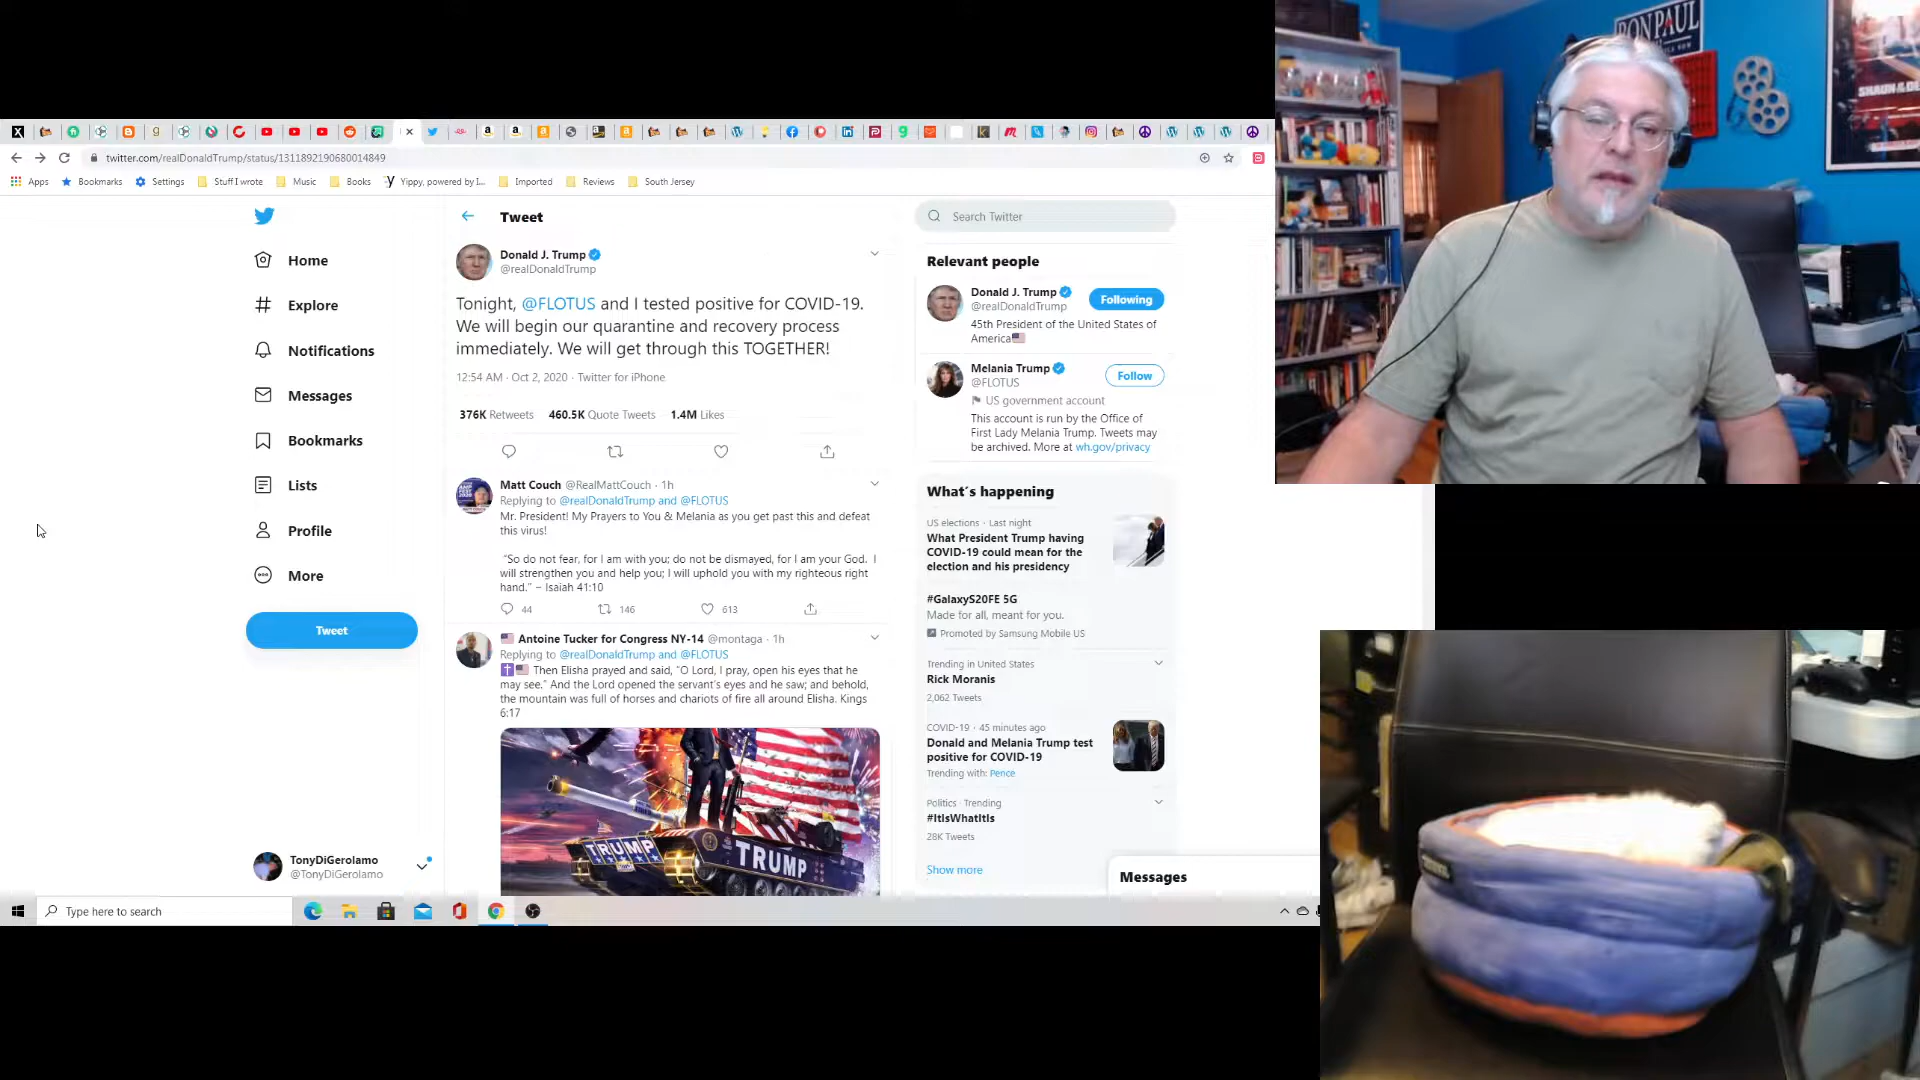 RON PAUL
SHAUN & DE
twitter.com/realDonaldTrump/status/1311892190680014849
Apps
Bookmarks
Settings
Stuff I wrote
Music
Books
Yippy, powered by I...
Imported
Reviews
South Jersey
Home
Explore
Notifications
Messages
Bookmarks
Lists
Profile
More
Tweet
TonyDiGerolamo
@TonyDiGerolamo
Tweet
Donald J. Trump
@realDonaldTrump
Tonight, @FLOTUS and I tested positive for COVID-19.
We will begin our quarantine and recovery process
immediately. We will get through this TOGETHER!
12:54 AM · Oct 2, 2020 · Twitter for iPhone
376K Retweets 460.5K Quote Tweets 1.4M Likes
Matt Couch @RealMattCouch · 1h
Replying to @realDonaldTrump and @FLOTUS
Mr. President! My Prayers to You & Melania as you get past this and defeat
this virus!
"So do not fear, for I am with you; do not be dismayed, for I am your God. I
will strengthen you and help you; I will uphold you with my righteous right
hand." – Isaiah 41:10
44 146 613
Antoine Tucker for Congress NY-14 @montaga · 1h
Replying to @realDonaldTrump and @FLOTUS
Then Elisha prayed and said, "O Lord, I pray, open his eyes that he
may see." And the Lord opened the servant's eyes and he saw; and behold,
the mountain was full of horses and chariots of fire all around Elisha. Kings
6:17
TRUMP
TRUMP
Search Twitter
Relevant people
Donald J. Trump
@realDonaldTrump
Following
45th President of the United States of
America
Melania Trump
@FLOTUS
Follow
US government account
This account is run by the Office of
First Lady Melania Trump. Tweets may
be archived. More at wh.gov/privacy
What's happening
US elections · Last night
What President Trump having
COVID-19 could mean for the
election and his presidency
#GalaxyS20FE 5G
Made for all, meant for you.
Promoted by Samsung Mobile US
Trending in United States
Rick Moranis
2,062 Tweets
COVID-19 · 45 minutes ago
Donald and Melania Trump test
positive for COVID-19
Trending with: Pence
Politics · Trending
#ItIsWhatItIs
28K Tweets
Show more
Messages
Type here to search